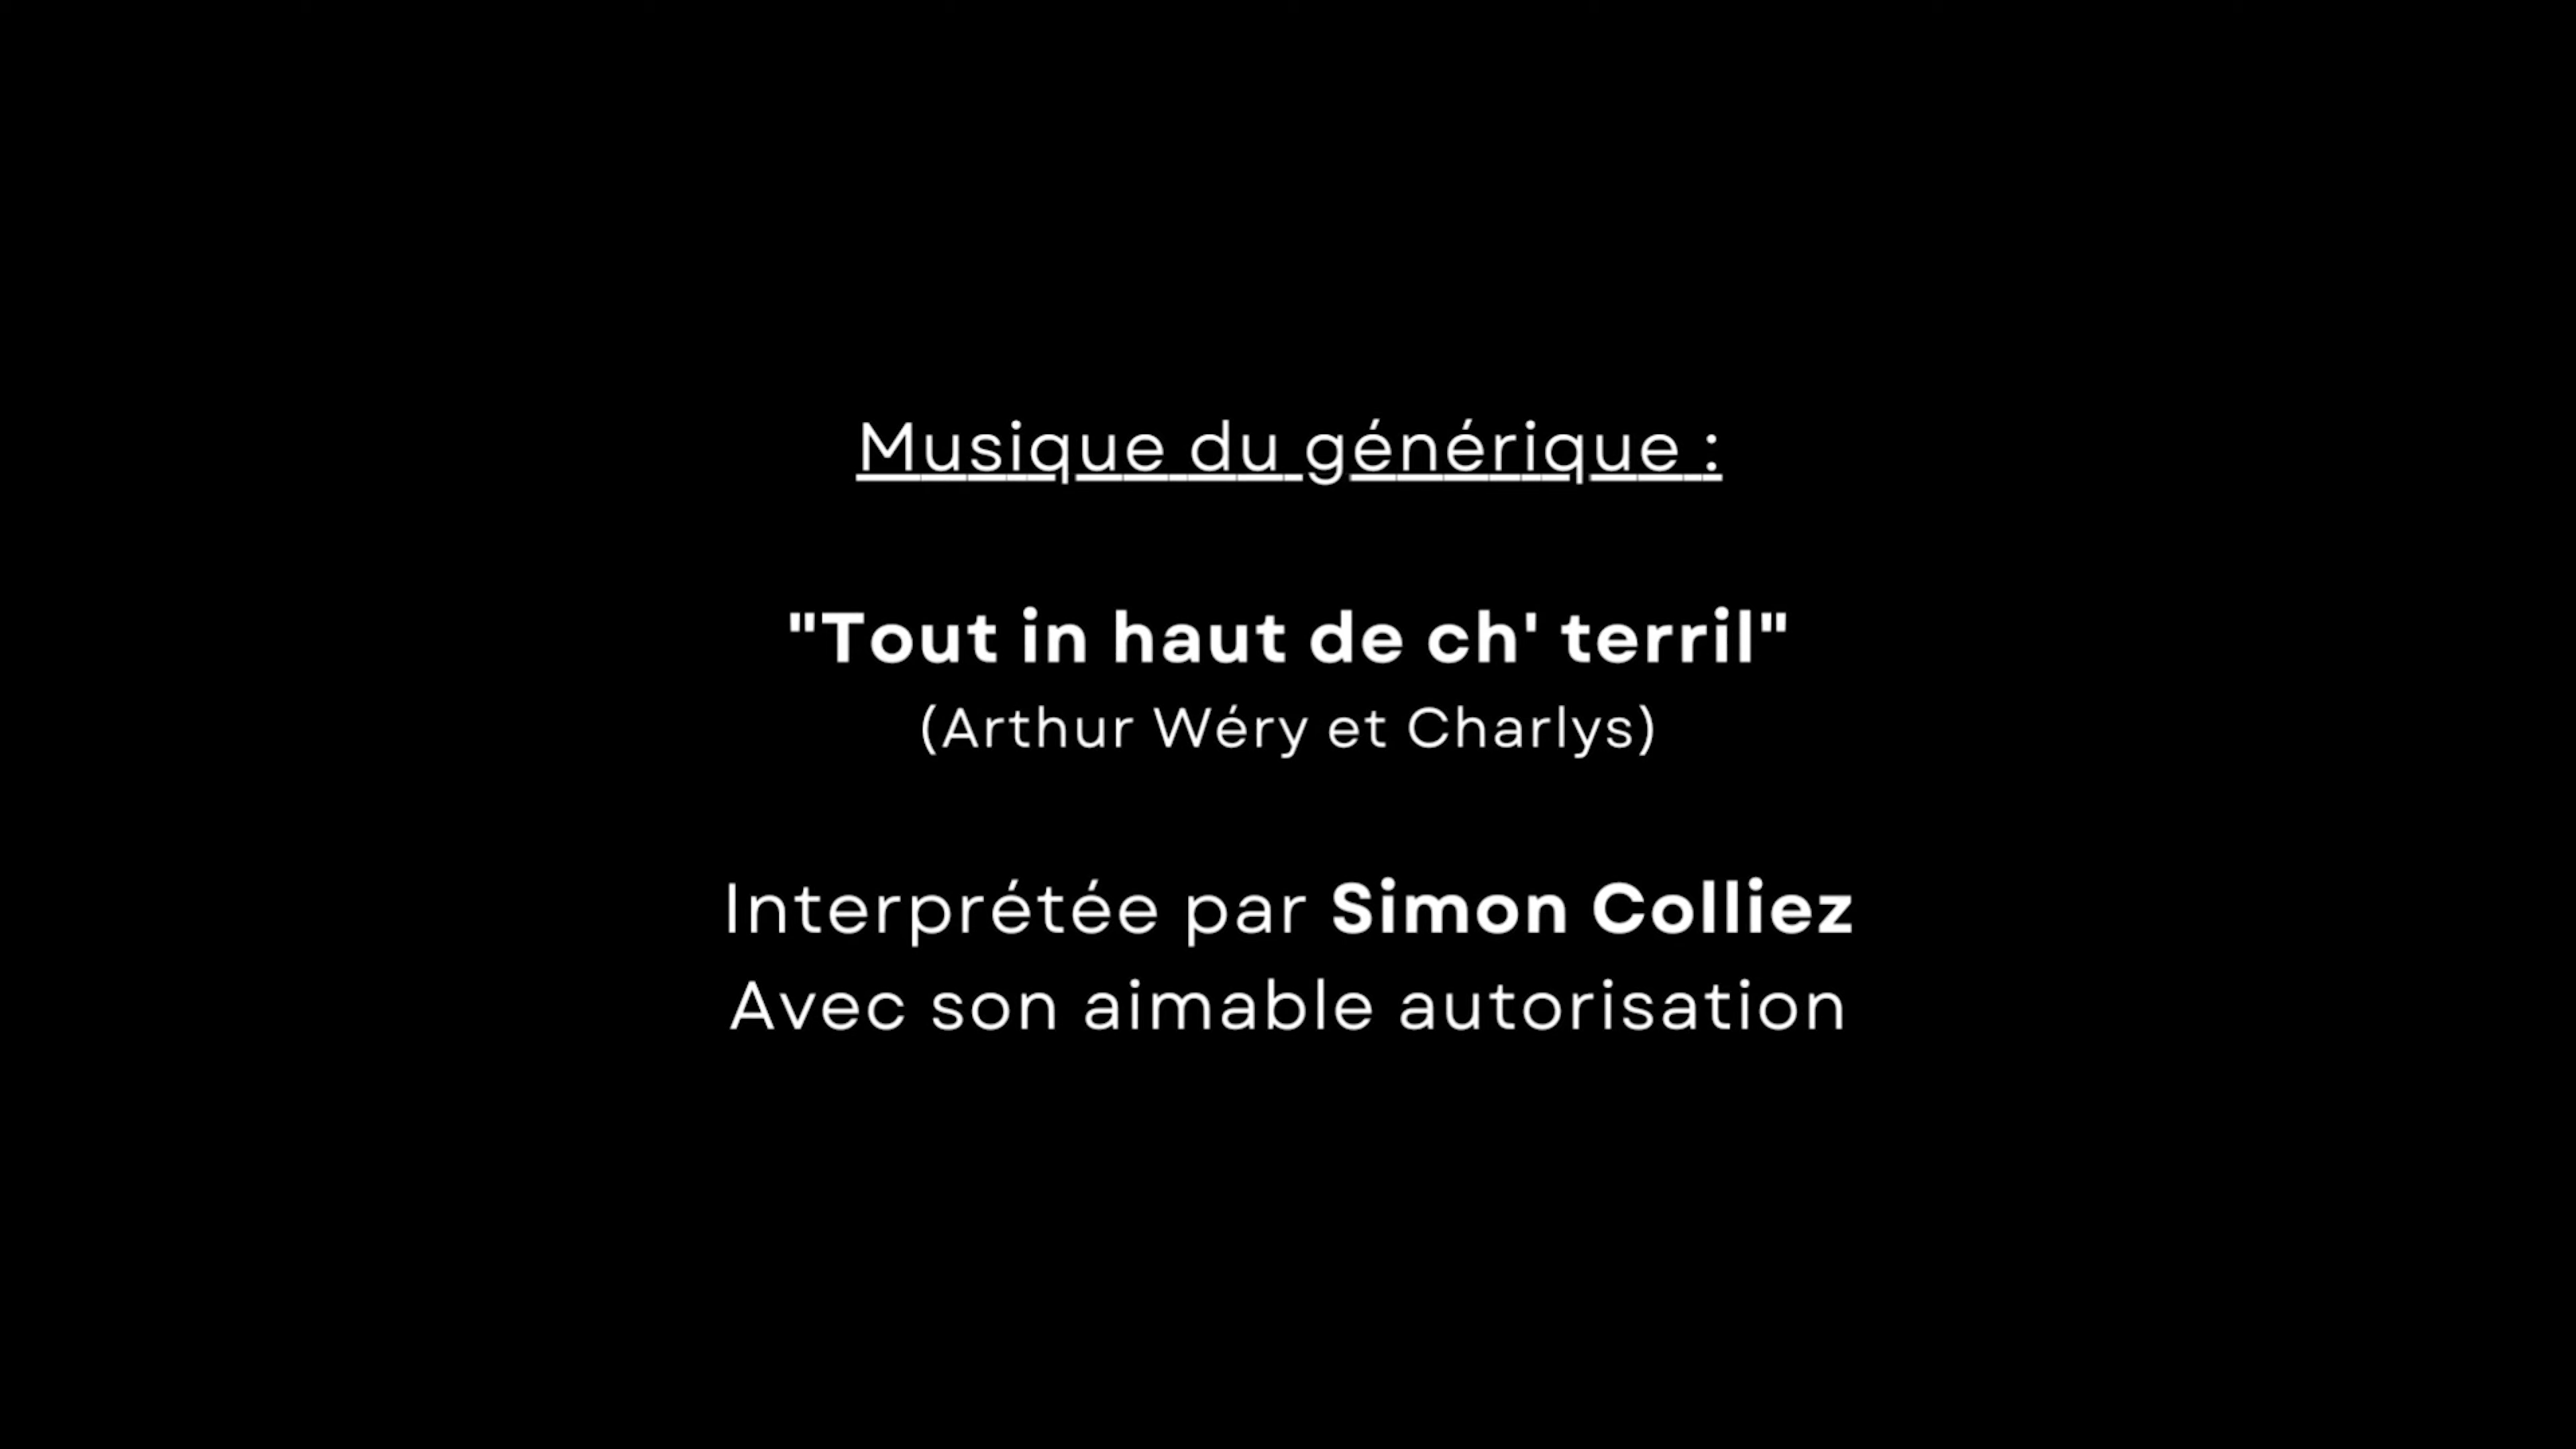 Musique du générique :
"Tout in haut de ch' terril"
(Arthur Wéry et Charlys)
Interprétée par Simon Colliez
Avec son aimable autorisation